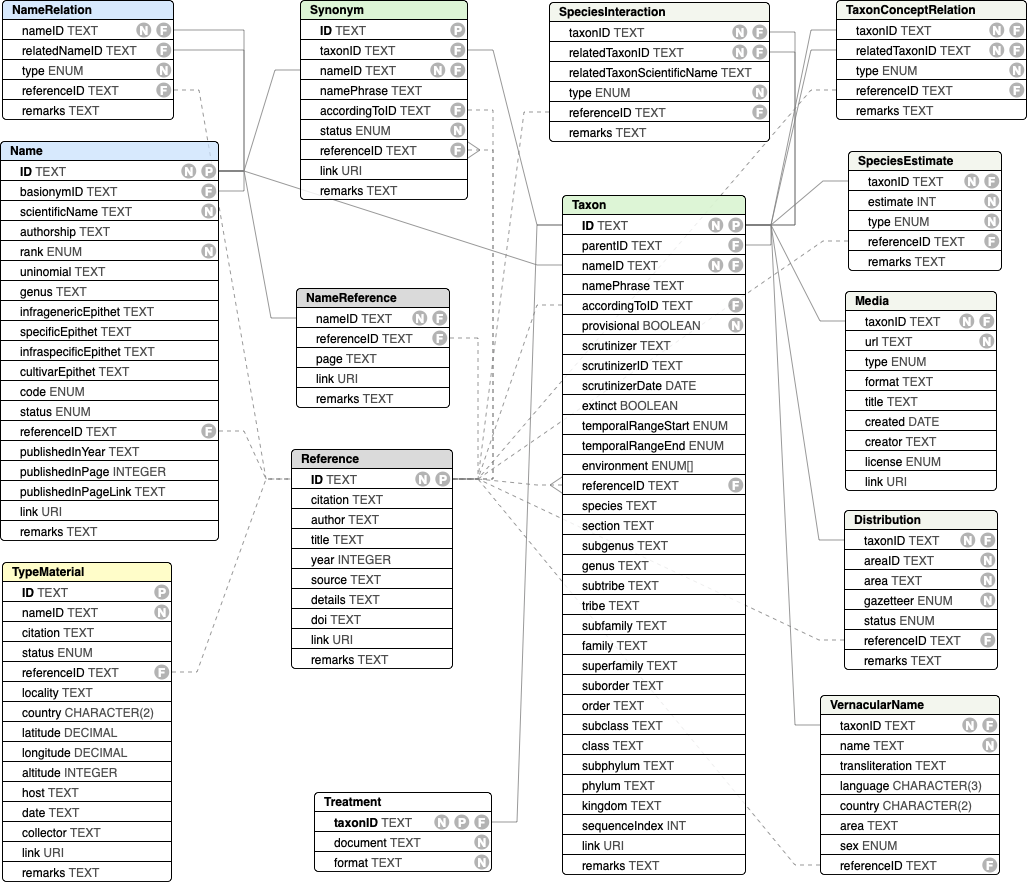 NameRelation
nameID TEXT N F
relatedNameID TEXT F
type ENUM N
referenceID TEXT F
remarks TEXT
Name
ID TEXT N P
basionymID TEXT F
scientificName TEXT N
authorship TEXT
rank ENUM N
uninomial TEXT
genus TEXT
infragenericEpithet TEXT
specificEpithet TEXT
infraspecificEpithet TEXT
cultivarEpithet TEXT
code ENUM
status ENUM
referenceID TEXT F
publishedInYear TEXT
publishedInPage INTEGER
publishedInPageLink TEXT
link URI
remarks TEXT
TypeMaterial
ID TEXT P
nameID TEXT N
citation TEXT
status ENUM
referenceID TEXT F
locality TEXT
country CHARACTER(2)
latitude DECIMAL
longitude DECIMAL
altitude INTEGER
host TEXT
date TEXT
collector TEXT
link URI
remarks TEXT
Synonym
ID TEXT P
taxonID TEXT F
nameID TEXT N F
namePhrase TEXT
accordingToID TEXT F
status ENUM N
referenceID TEXT F
link URI
remarks TEXT
NameReference
nameID TEXT N F
referenceID TEXT F
page TEXT
link URI
remarks TEXT
Reference
ID TEXT N P
citation TEXT
author TEXT
title TEXT
year INTEGER
source TEXT
details TEXT
doi TEXT
link URI
remarks TEXT
Treatment
taxonID TEXT N P F
document TEXT N
format TEXT N
SpeciesInteraction
taxonID TEXT N F
relatedTaxonID TEXT N F
relatedTaxonScientificName TEXT
type ENUM N
referenceID TEXT F
remarks TEXT
Taxon
ID TEXT N P
parentID TEXT F
nameID TEXT N F
namePhrase TEXT
accordingToID TEXT F
provisional BOOLEAN N
scrutinizer TEXT
scrutinizerID TEXT
scrutinizerDate DATE
extinct BOOLEAN
temporalRangeStart ENUM
temporalRangeEnd ENUM
environment ENUM[]
referenceID TEXT F
species TEXT
section TEXT
subgenus TEXT
genus TEXT
subtribe TEXT
tribe TEXT
subfamily TEXT
family TEXT
superfamily TEXT
suborder TEXT
order TEXT
subclass TEXT
class TEXT
subphylum TEXT
phylum TEXT
kingdom TEXT
sequenceIndex INT
link URI
remarks TEXT
TaxonConceptRelation
taxonID TEXT N F
relatedTaxonID TEXT N F
type ENUM N
referenceID TEXT F
remarks TEXT
SpeciesEstimate
taxonID TEXT N F
estimate INT N
type ENUM N
referenceID TEXT F
remarks TEXT
Media
taxonID TEXT N F
url TEXT N
type ENUM
format TEXT
title TEXT
created DATE
creator TEXT
license ENUM
link URI
Distribution
taxonID TEXT N F
areaID TEXT N
area TEXT N
gazetteer ENUM N
status ENUM
referenceID TEXT F
remarks TEXT
VernacularName
taxonID TEXT N F
name TEXT N
transliteration TEXT
language CHARACTER(3)
country CHARACTER(2)
area TEXT
sex ENUM
referenceID TEXT F